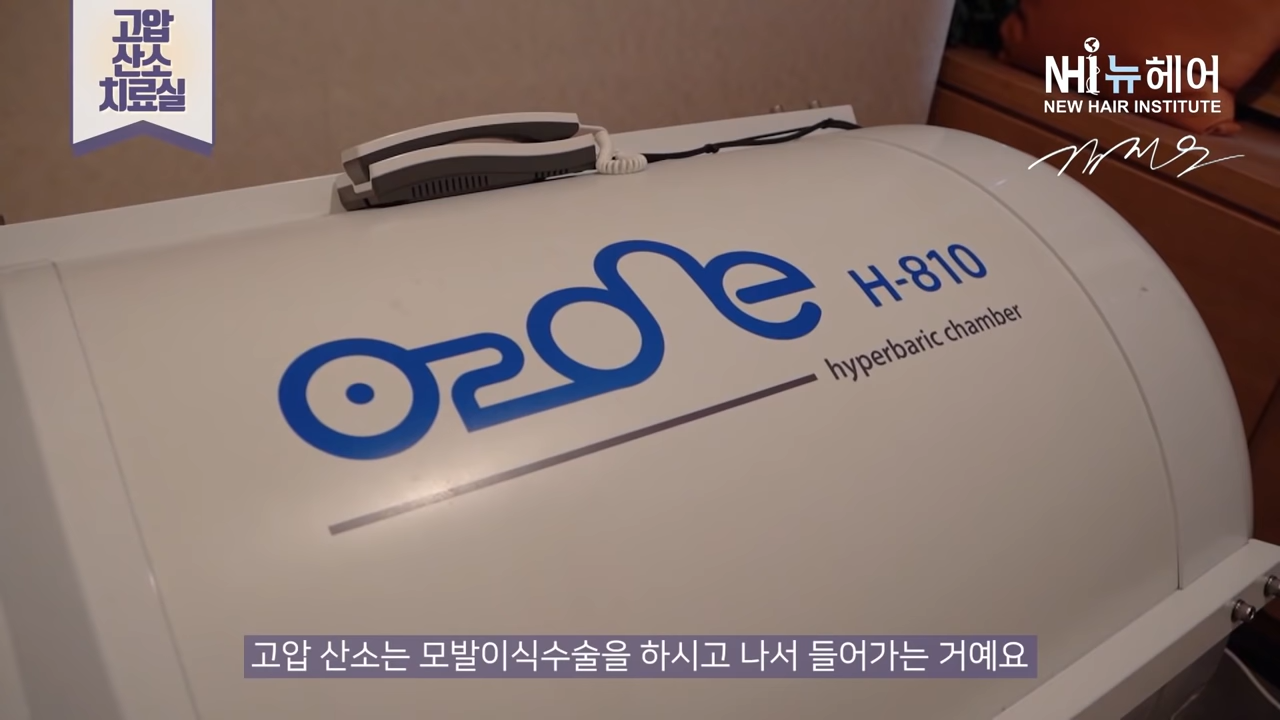 고압
산소
치료실
NHI 뉴헤어
NEW HAIR INSTITUTE
H-810
hyperbaric chamber
고압 산소는 모발이식수술을 하시고 나서 들어가는 거예요